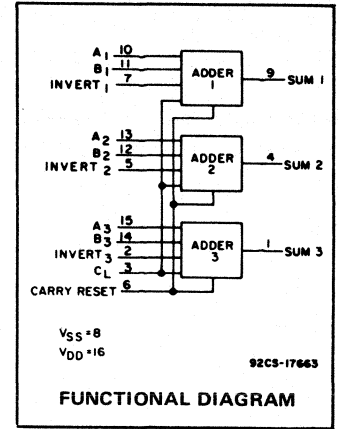 A1 10
B1 11
INVERT1 7
ADDER
1
9 SUM 1
A2 13
B2 12
INVERT 2 5
ADDER
2
4 SUM 2
A3 15
B3 14
INVERT3 2
CL 3
ADDER
3
1 SUM 3
CARRY RESET 6
VSS=8
VDD=16
92CS-17663
FUNCTIONAL DIAGRAM